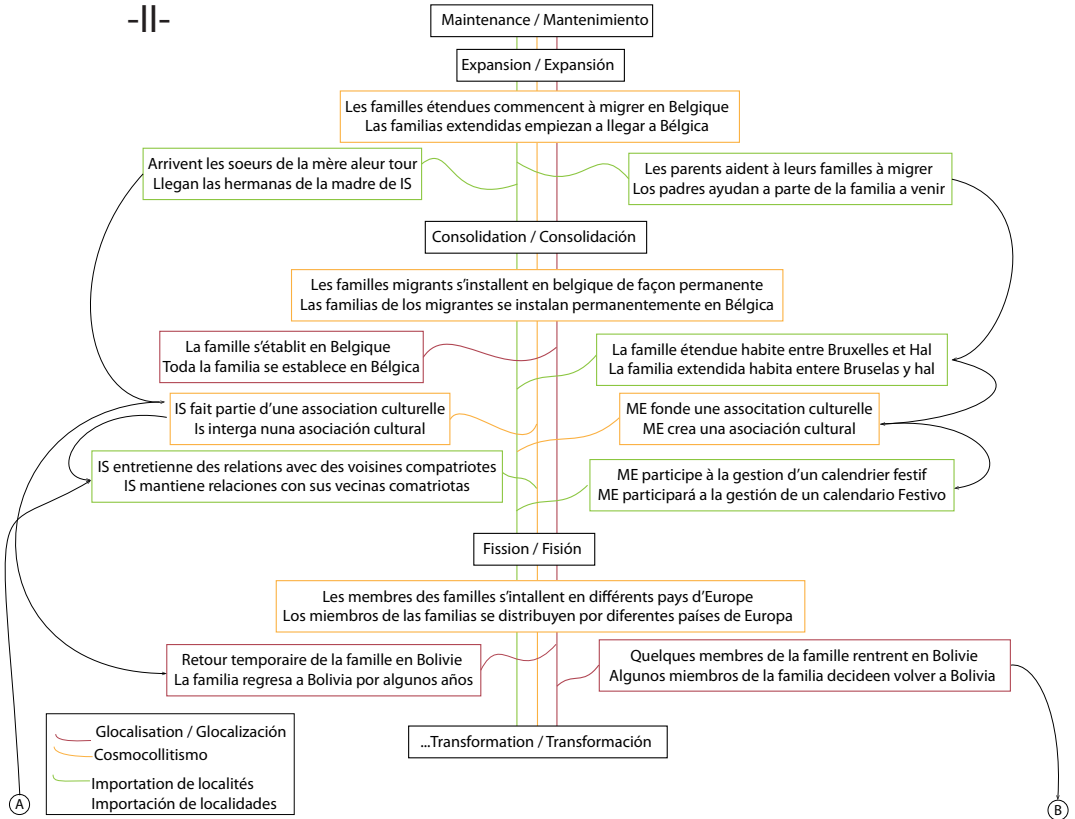 -II-
Maintenance / Mantenimiento
Expansion / Expansión
Les familles étendues commencent à migrer en Belgique
Las familias extendidas empiezan a llegar a Bélgica
Arrivent les soeurs de la mère aleur tour
Llegan las hermanas de la madre de IS
Les parents aident à leurs familles à migrer
Los padres ayudan a parte de la familia a venir
Consolidation / Consolidación
Les familles migrants s'installent en belgique de façon permanente
Las familias de los migrantes se instalan permanentemente en Bélgica
La famille s'établit en Belgique
Toda la familia se establece en Bélgica
La famille étendue habite entre Bruxelles et Hal
La familia extendida habita entere Bruselas y hal
IS fait partie d'une association culturelle
Is interga nuna asociación cultural
ME fonde une associtation culturelle
ME crea una asociación cultural
IS entretienne des relations avec des voisines compatriotes
IS mantiene relaciones con sus vecinas comatriotas
ME participe à la gestion d'un calendrier festif
ME participará a la gestión de un calendario Festivo
Fission / Fisión
Les membres des familles s'intallent en différents pays d'Europe
Los miembros de las familias se distribuyen por diferentes países de Europa
Retour temporaire de la famille en Bolivie
La familia regresa a Bolivia por algunos años
Quelques membres de la famille rentrent en Bolivie
Algunos miembros de la familia decideen volver a Bolivia
...Transformation / Transformación
Glocalisation / Glocalización
Cosmocollitismo
Importation de localités
Importación de localidades
A
B